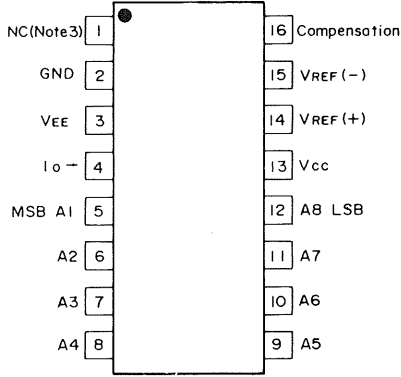 NC(Note3) 1 16 Compensation
GND 2 15 VREF(-)
VEE 3 14 VREF(+)
Io→ 4 13 Vcc
MSB A1 5 12 A8 LSB
A2 6 11 A7
A3 7 10 A6
A4 8 9 A5